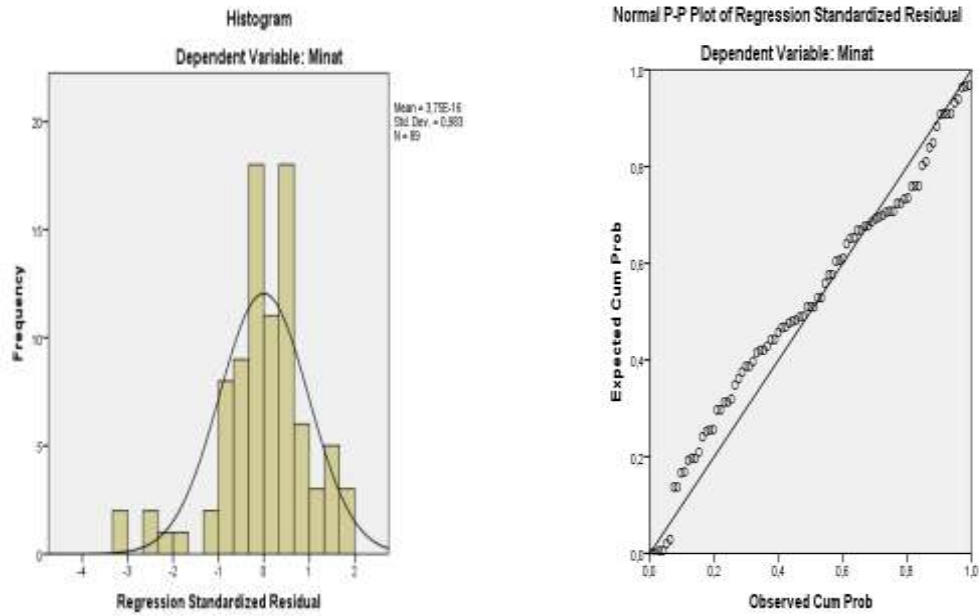 Histogram
Dependent Variable: Minat
Mean = 3,75E-16
Std. Dev. = 0,983
N = 89
20
15
10
5
0
-4
-3
-2
-1
0
1
2
Frequency
Regression Standardized Residual
Normal P-P Plot of Regression Standardized Residual
Dependent Variable: Minat
1,0
0,8
0,6
0,4
0,2
0,0
0,0
0,2
0,4
0,6
0,8
1,0
Expected Cum Prob
Observed Cum Prob